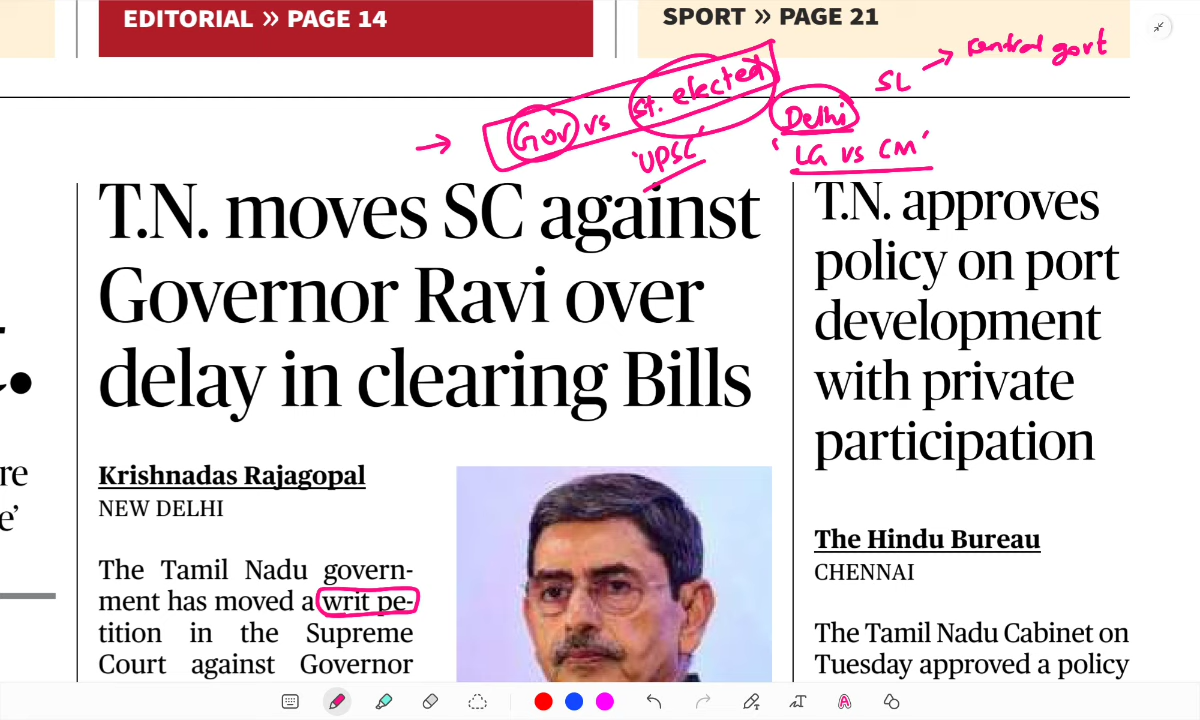 EDITORIAL » PAGE 14
SPORT » PAGE 21
→ Gov vs st. elected
'UPSC'
Delhi
'LG vs CM'
SL → central govt
T.N. moves SC against
Governor Ravi over
delay in clearing Bills
Krishnadas Rajagopal
NEW DELHI
The Tamil Nadu govern-
ment has moved a writ pe-
tition in the Supreme
Court against Governor
T.N. approves
policy on port
development
with private
participation
The Hindu Bureau
CHENNAI
The Tamil Nadu Cabinet on
Tuesday approved a policy
re
e’